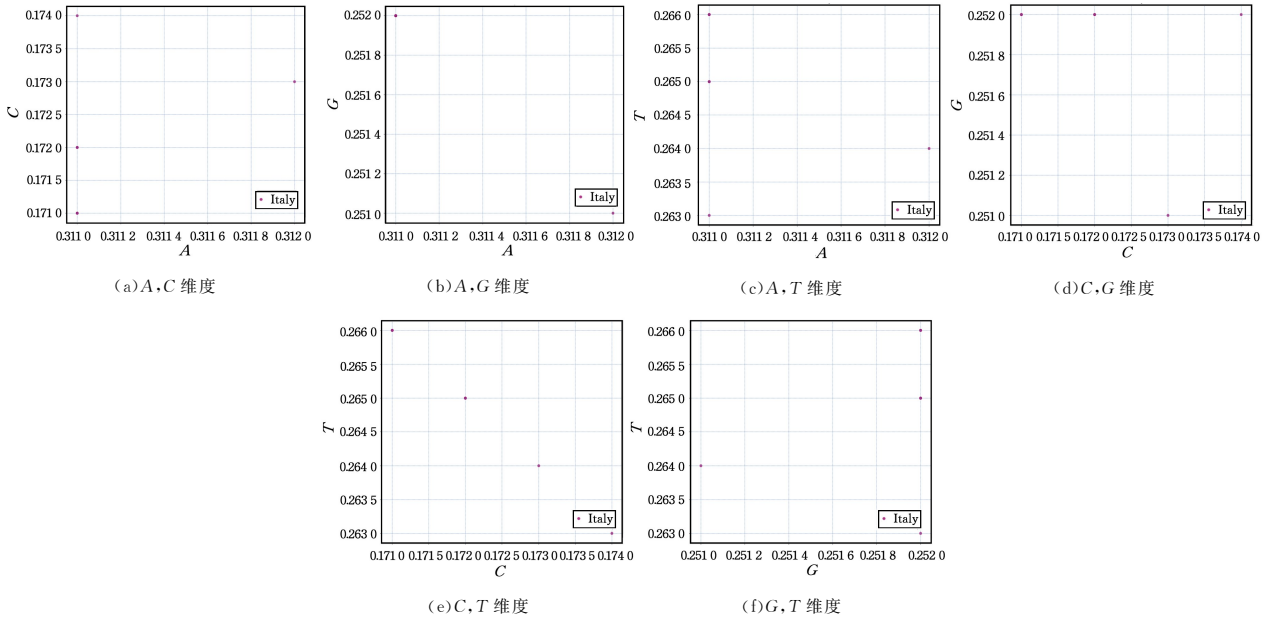 0.174 0
0.173 5
0.173 0
0.172 5
0.172 0
0.171 5
0.171 0
C
Italy
0.311 0 0.311 2 0.311 4 0.311 6 0.311 8 0.312 0
A
(a)A,C 维度
0.252 0
0.251 8
0.251 6
0.251 4
0.251 2
0.251 0
G
Italy
0.311 0 0.311 2 0.311 4 0.311 6 0.311 8 0.312 0
A
(b)A,G 维度
0.266 0
0.265 5
0.265 0
0.264 5
0.264 0
0.263 5
0.263 0
T
Italy
0.311 0 0.311 2 0.311 4 0.311 6 0.311 8 0.312 0
A
(c)A,T 维度
0.252 0
0.251 8
0.251 6
0.251 4
0.251 2
0.251 0
G
Italy
0.171 0 0.171 5 0.172 0 0.172 5 0.173 0 0.173 5 0.174 0
C
(d)C,G 维度
0.266 0
0.265 5
0.265 0
0.264 5
0.264 0
0.263 5
0.263 0
T
Italy
0.171 0 0.171 5 0.172 0 0.172 5 0.173 0 0.173 5 0.174 0
C
(e)C,T 维度
0.266 0
0.265 5
0.265 0
0.264 5
0.264 0
0.263 5
0.263 0
T
Italy
0.251 0 0.251 2 0.251 4 0.251 6 0.251 8 0.252 0
G
(f)G,T 维度